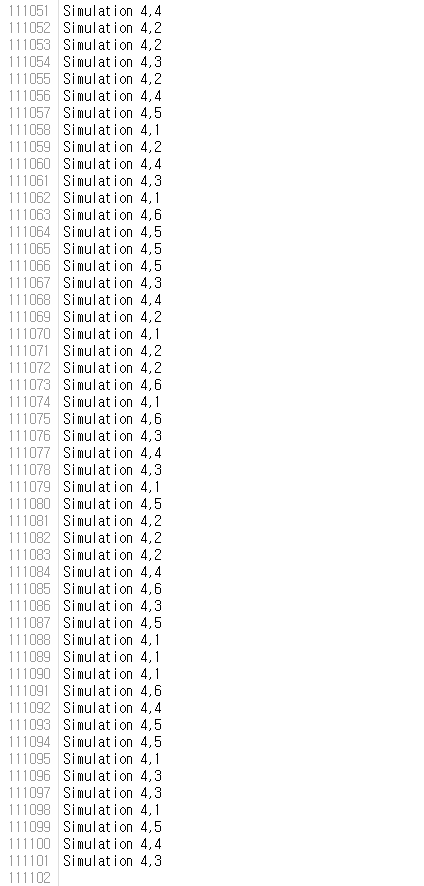 111051 Simulation 4,4
111052 Simulation 4,2
111053 Simulation 4,2
111054 Simulation 4,3
111055 Simulation 4,2
111056 Simulation 4,4
111057 Simulation 4,5
111058 Simulation 4,1
111059 Simulation 4,2
111060 Simulation 4,4
111061 Simulation 4,3
111062 Simulation 4,1
111063 Simulation 4,6
111064 Simulation 4,5
111065 Simulation 4,5
111066 Simulation 4,5
111067 Simulation 4,3
111068 Simulation 4,4
111069 Simulation 4,2
111070 Simulation 4,1
111071 Simulation 4,2
111072 Simulation 4,2
111073 Simulation 4,6
111074 Simulation 4,1
111075 Simulation 4,6
111076 Simulation 4,3
111077 Simulation 4,4
111078 Simulation 4,3
111079 Simulation 4,1
111080 Simulation 4,5
111081 Simulation 4,2
111082 Simulation 4,2
111083 Simulation 4,2
111084 Simulation 4,4
111085 Simulation 4,6
111086 Simulation 4,3
111087 Simulation 4,5
111088 Simulation 4,1
111089 Simulation 4,1
111090 Simulation 4,1
111091 Simulation 4,6
111092 Simulation 4,4
111093 Simulation 4,5
111094 Simulation 4,5
111095 Simulation 4,1
111096 Simulation 4,3
111097 Simulation 4,3
111098 Simulation 4,1
111099 Simulation 4,5
111100 Simulation 4,4
111101 Simulation 4,3
111102